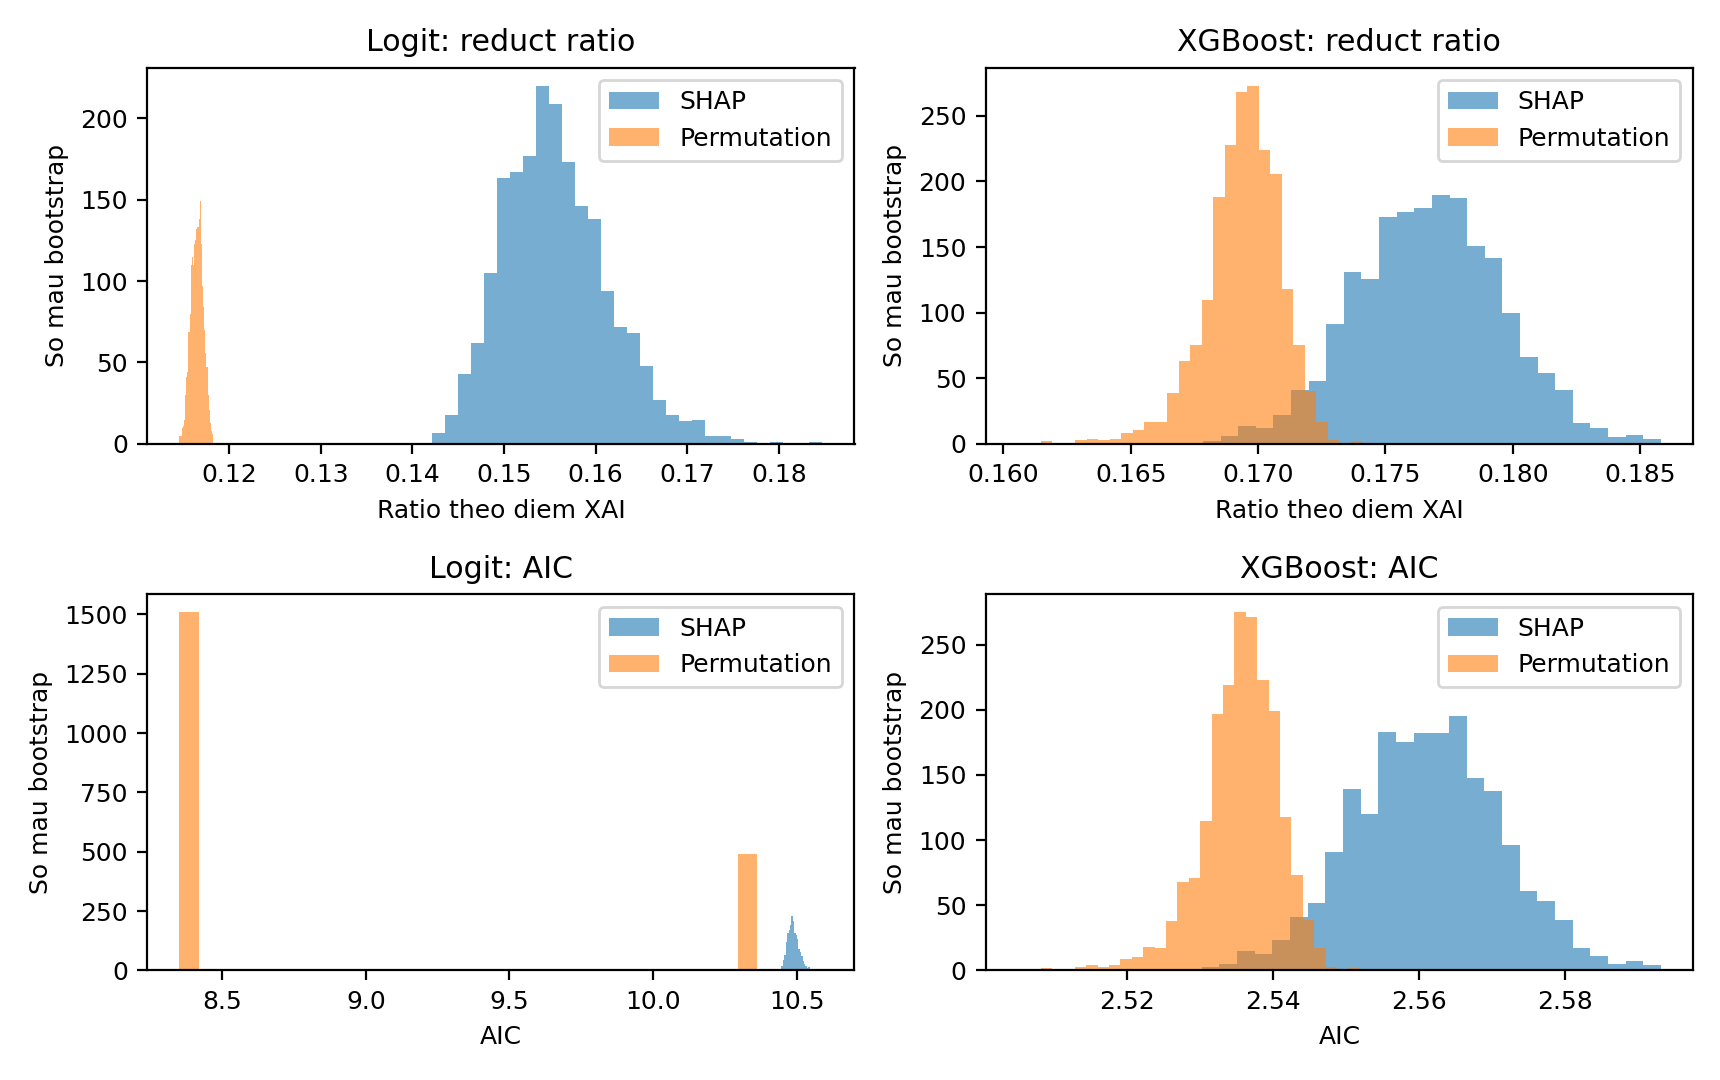 Logit: reduct ratio
So mau bootstrap
200
150
100
50
0
SHAP
Permutation
0.12 0.13 0.14 0.15 0.16 0.17 0.18
Ratio theo diem XAI
XGBoost: reduct ratio
So mau bootstrap
250
200
150
100
50
0
SHAP
Permutation
0.160 0.165 0.170 0.175 0.180 0.185
Ratio theo diem XAI
Logit: AIC
So mau bootstrap
1500
1250
1000
750
500
250
0
SHAP
Permutation
8.5 9.0 9.5 10.0 10.5
AIC
XGBoost: AIC
So mau bootstrap
250
200
150
100
50
0
SHAP
Permutation
2.52 2.54 2.56 2.58
AIC